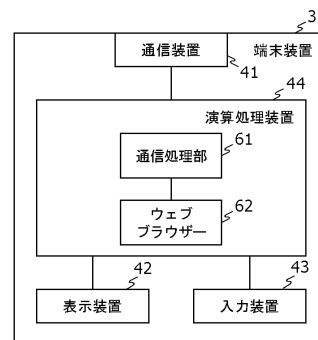 3
通信装置
端末装置
41
44
演算処理装置
61
通信処理部
62
ウェブ
ブラウザー
42
43
表示装置
入力装置